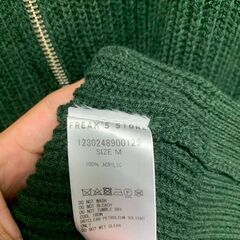 FREAK'S STORE
1230248900129
SIZE M
100% ACRYLIC
DO NOT WASH
DO NOT BLEACH
DO NOT TUMBLE DRY
COOL IRON
DRYCLEAN PETROLEUM SOLVENT ONLY
DO NOT WET CLEAN